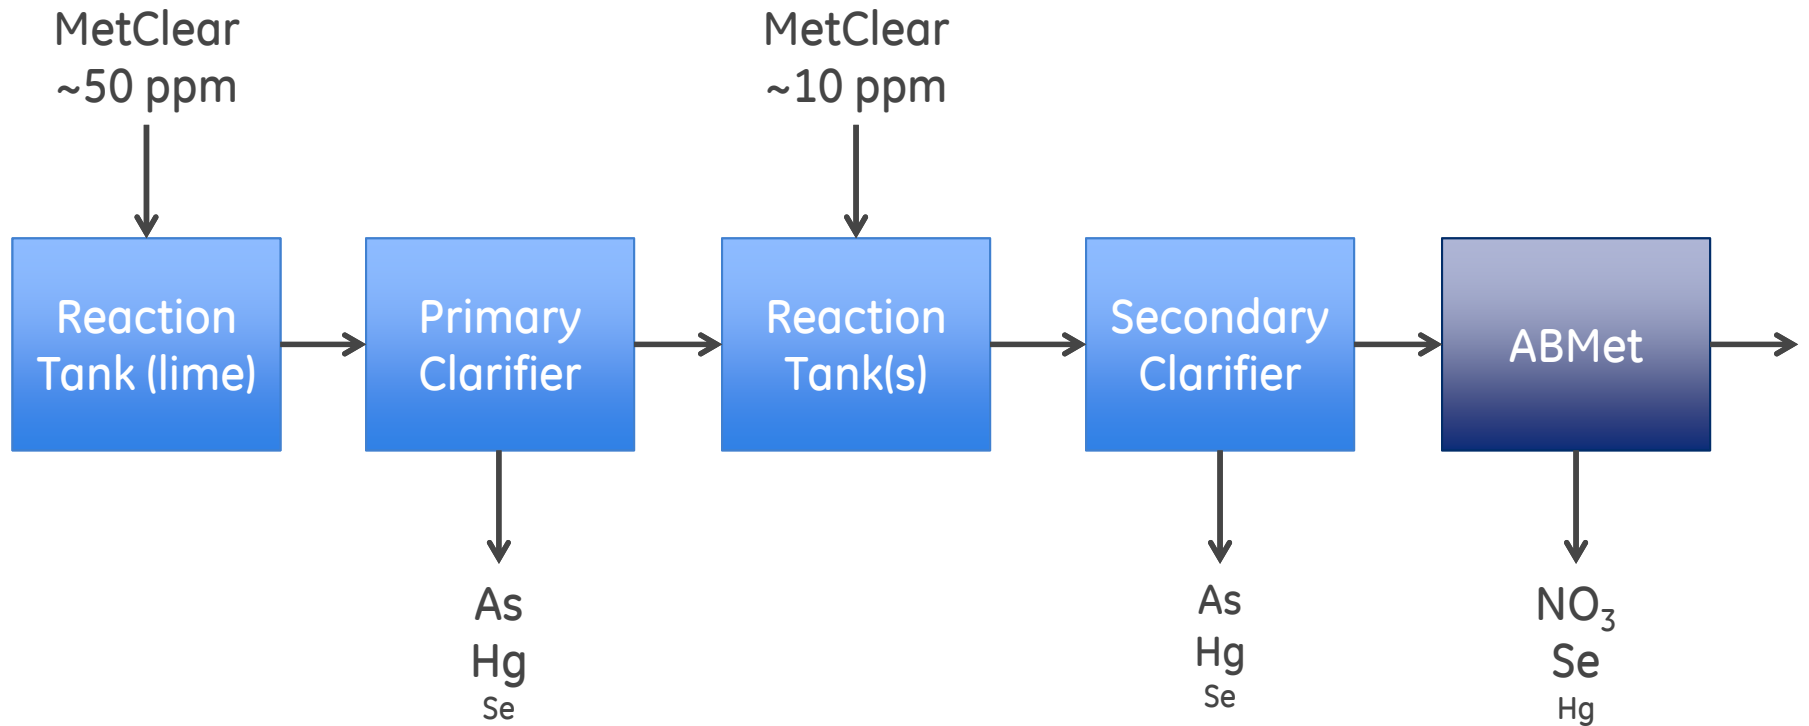 MetClear
~50 ppm
MetClear
~10 ppm
Reaction
Tank (lime)
Primary
Clarifier
Reaction
Tank(s)
Secondary
Clarifier
ABMet
As
Hg
Se
As
Hg
Se
NO₃
Se
Hg